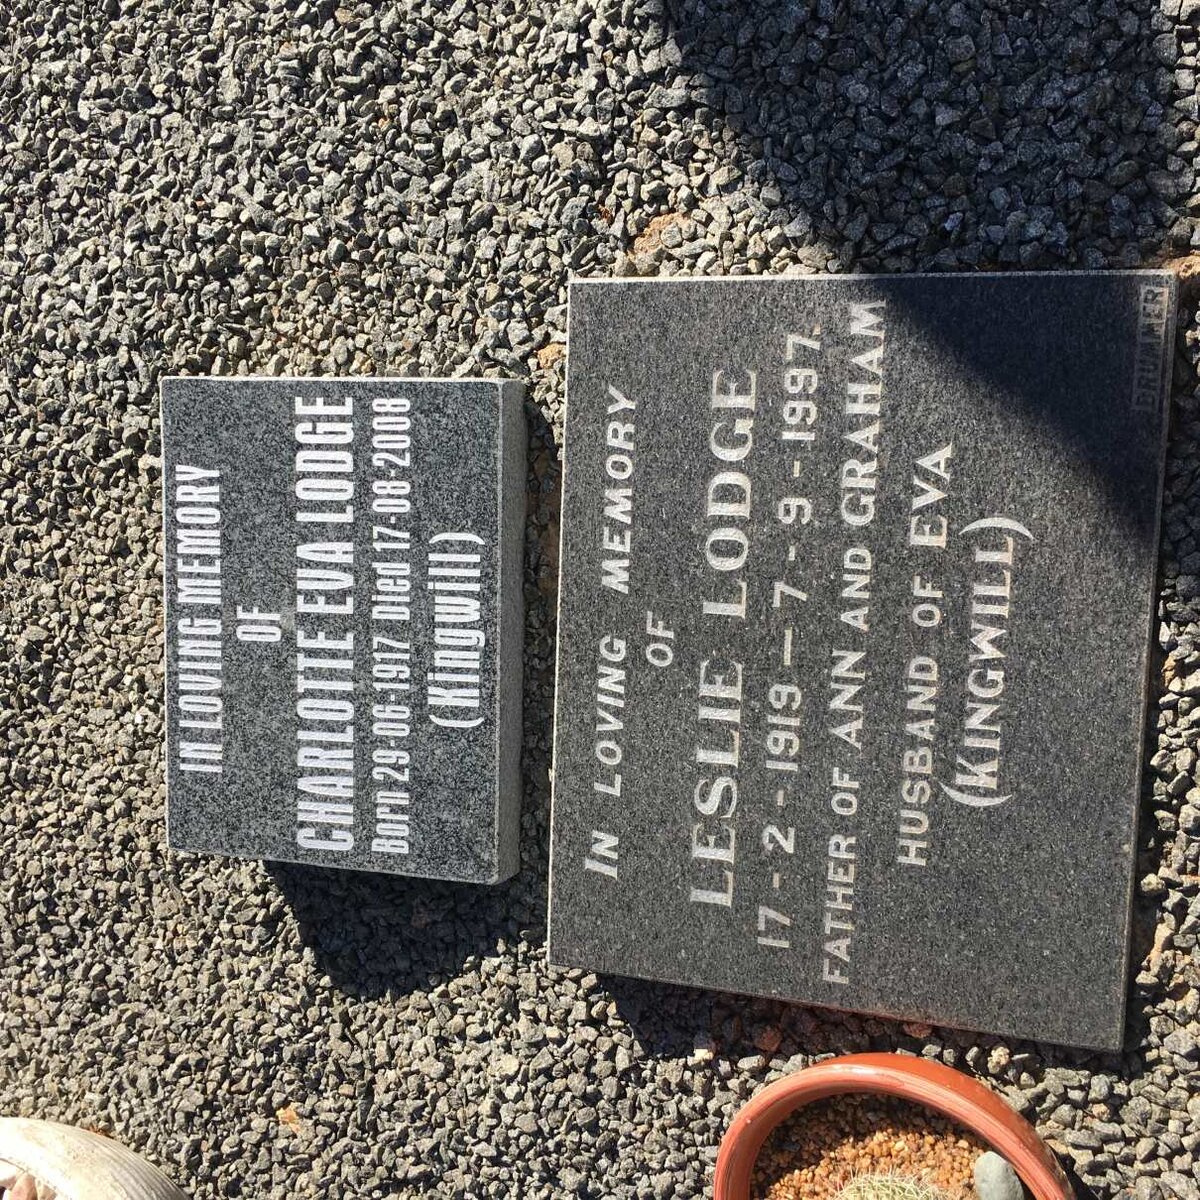 IN LOVING MEMORY
OF
CHARLOTTE EVA LODGE
Born 29-06-1917 Died 17-08-2008
(Kingwill)
IN LOVING MEMORY
OF
LESLIE LODGE
17-2-1919—7-9-1997.
FATHER OF ANN AND GRAHAM
HUSBAND OF EVA
(KINGWILL)